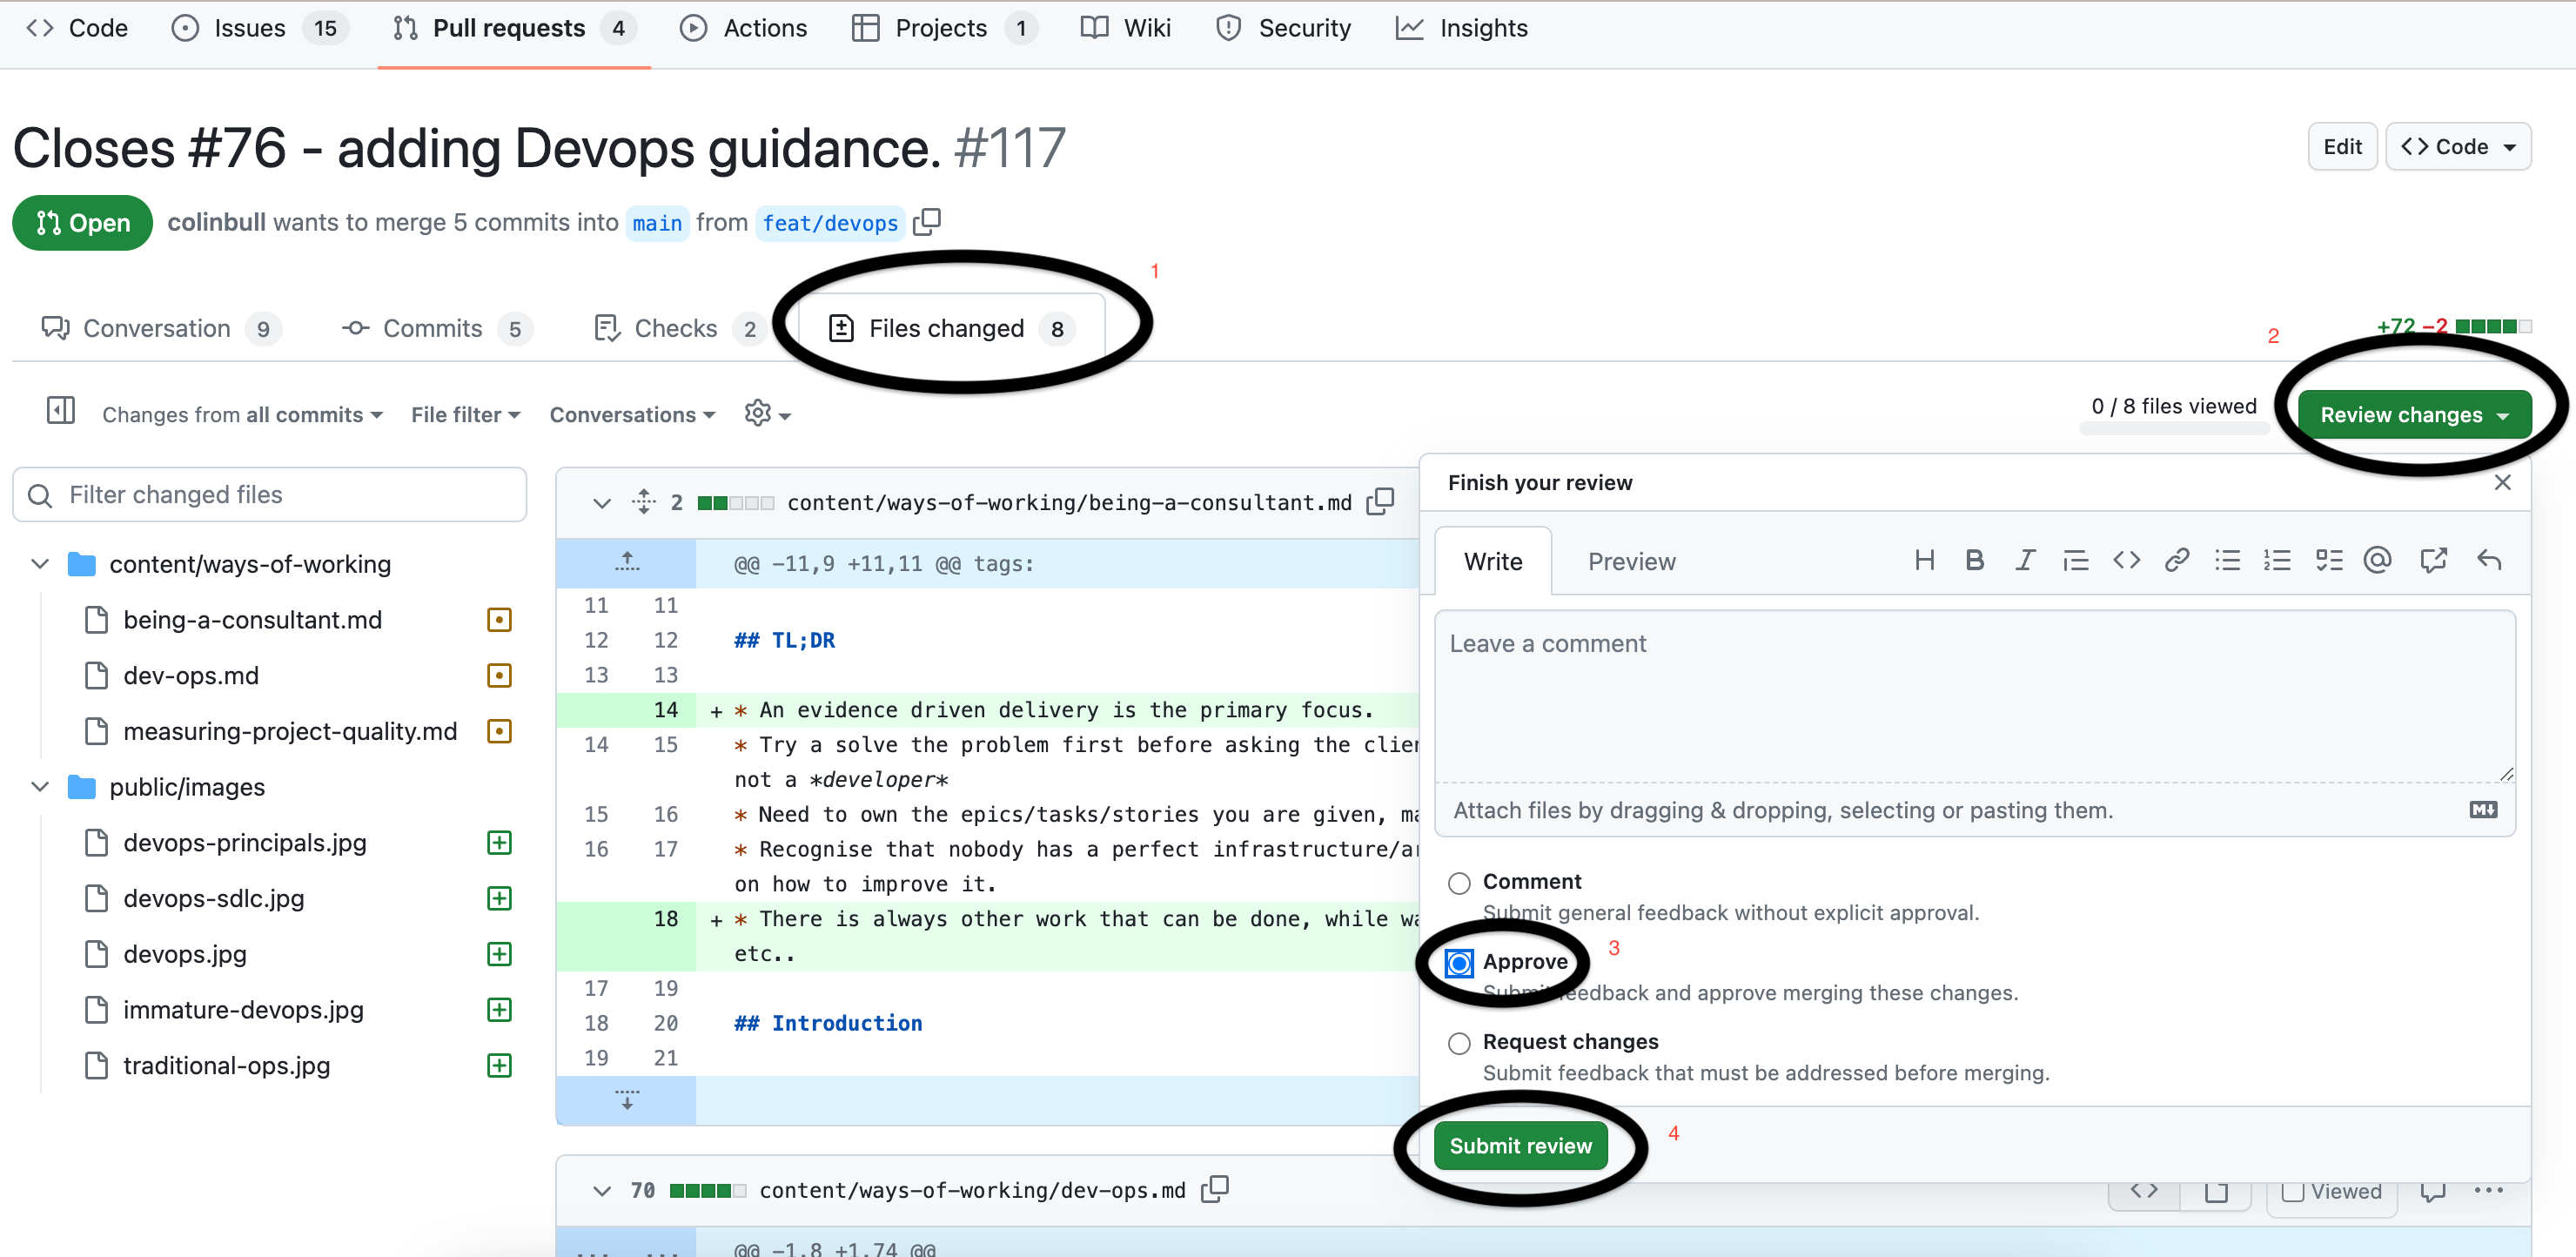 Code Issues 15 Pull requests 4 Actions Projects 1 Wiki Security Insights
Closes #76 - adding Devops guidance. #117
Edit Code
Open colinbull wants to merge 5 commits into main from feat/devops
1
Conversation 9 Commits 5 Checks 2 Files changed 8
2
+72 −2
Changes from all commits File filter Conversations
0 / 8 files viewed
Review changes
Filter changed files
content/ways-of-working
being-a-consultant.md
dev-ops.md
measuring-project-quality.md
public/images
devops-principals.jpg
devops-sdlc.jpg
devops.jpg
immature-devops.jpg
traditional-ops.jpg
2 content/ways-of-working/being-a-consultant.md
@@ -11,9 +11,11 @@ tags:
11 11
12 12 ## TL;DR
13 13
14 + * An evidence driven delivery is the primary focus.
14 15 * Try a solve the problem first before asking the clien
not a *developer*
15 16 * Need to own the epics/tasks/stories you are given, ma
16 17 * Recognise that nobody has a perfect infrastructure/ar
on how to improve it.
18 + * There is always other work that can be done, while wa
etc..
17 19
18 20 ## Introduction
19 21
70 content/ways-of-working/dev-ops.md
@@ -1,8 +1,74 @@
Finish your review
Write Preview
Leave a comment
Attach files by dragging & dropping, selecting or pasting them.
Comment
Submit general feedback without explicit approval.
Approve 3
Submit feedback and approve merging these changes.
Request changes
Submit feedback that must be addressed before merging.
Submit review 4
Viewed